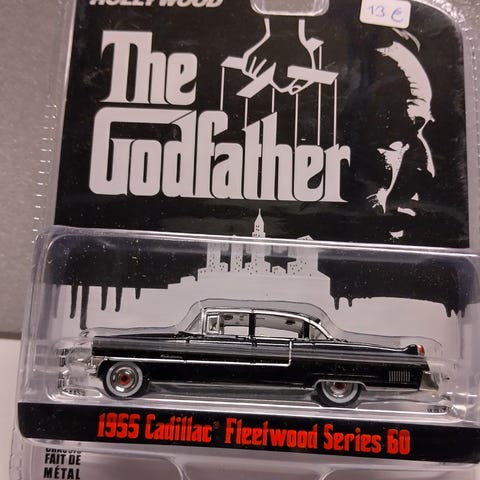 HOLLYWOOD
13 €
The
Godfather
1955 Cadillac® Fleetwood Series 60
CHASSIS
FAIT DE
MÉTAL